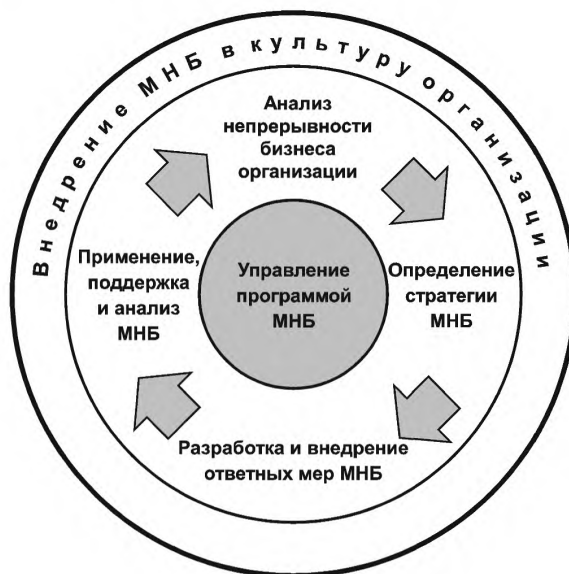 Внедрение МНБ в культуру организации
Анализ
непрерывности
бизнеса
организации
Применение,
поддержка
и анализ
МНБ
Управление
программой
МНБ
Определение
стратегии
МНБ
Разработка и внедрение
ответных мер МНБ